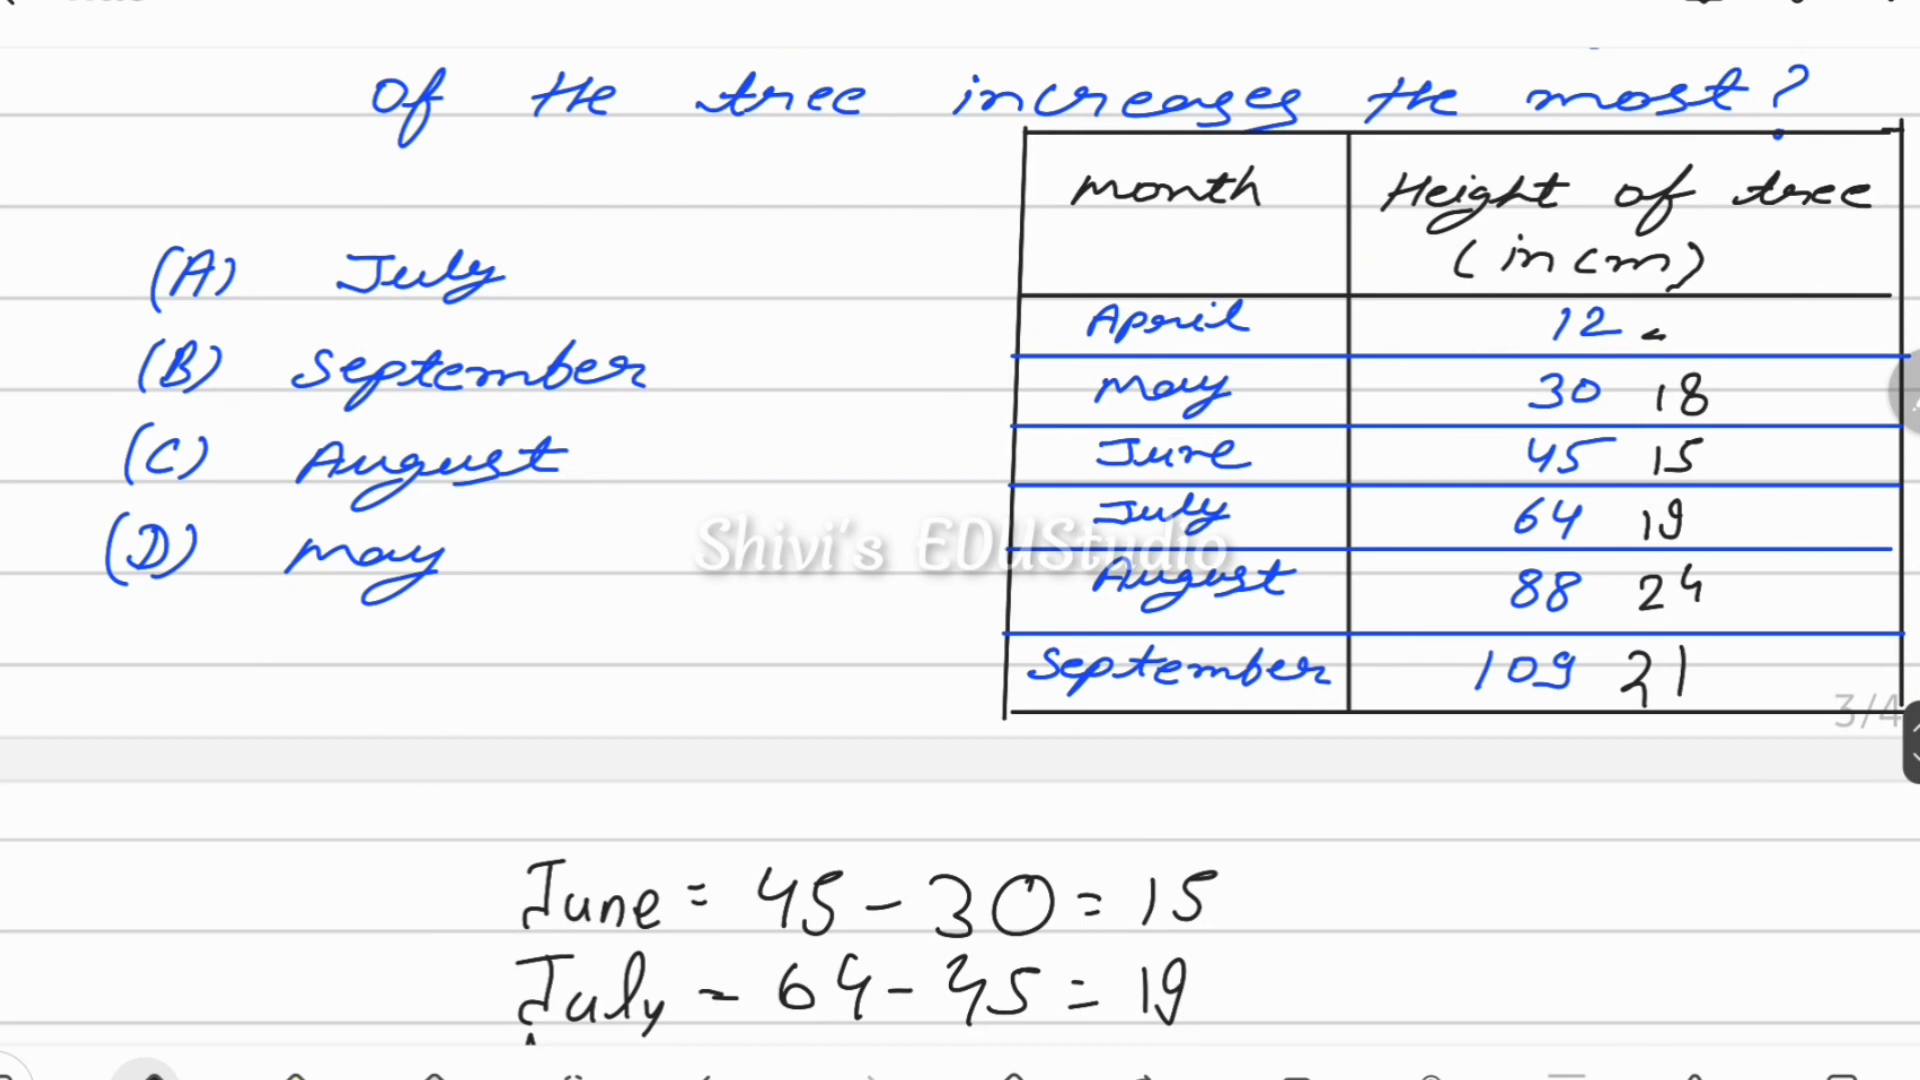 of the tree increases the most?
(A) July
(B) September
(C) August
(D) May
Month Height of tree
(in cm)
April 12 -
May 30 18
June 45 15
July 64 19
August 88 24
September 109 21
Shivi's EDUStudio
3/4
June = 45 - 30 = 15
July = 64 - 45 = 19